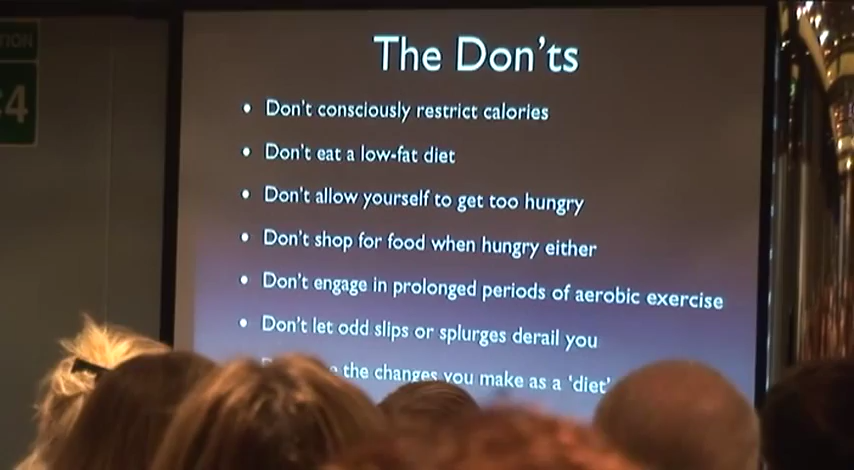 The Don'ts
• Don't consciously restrict calories
• Don't eat a low-fat diet
• Don't allow yourself to get too hungry
• Don't shop for food when hungry either
• Don't engage in prolonged periods of aerobic exercise
• Don't let odd slips or splurges derail you
the changes you make as a 'diet'
4